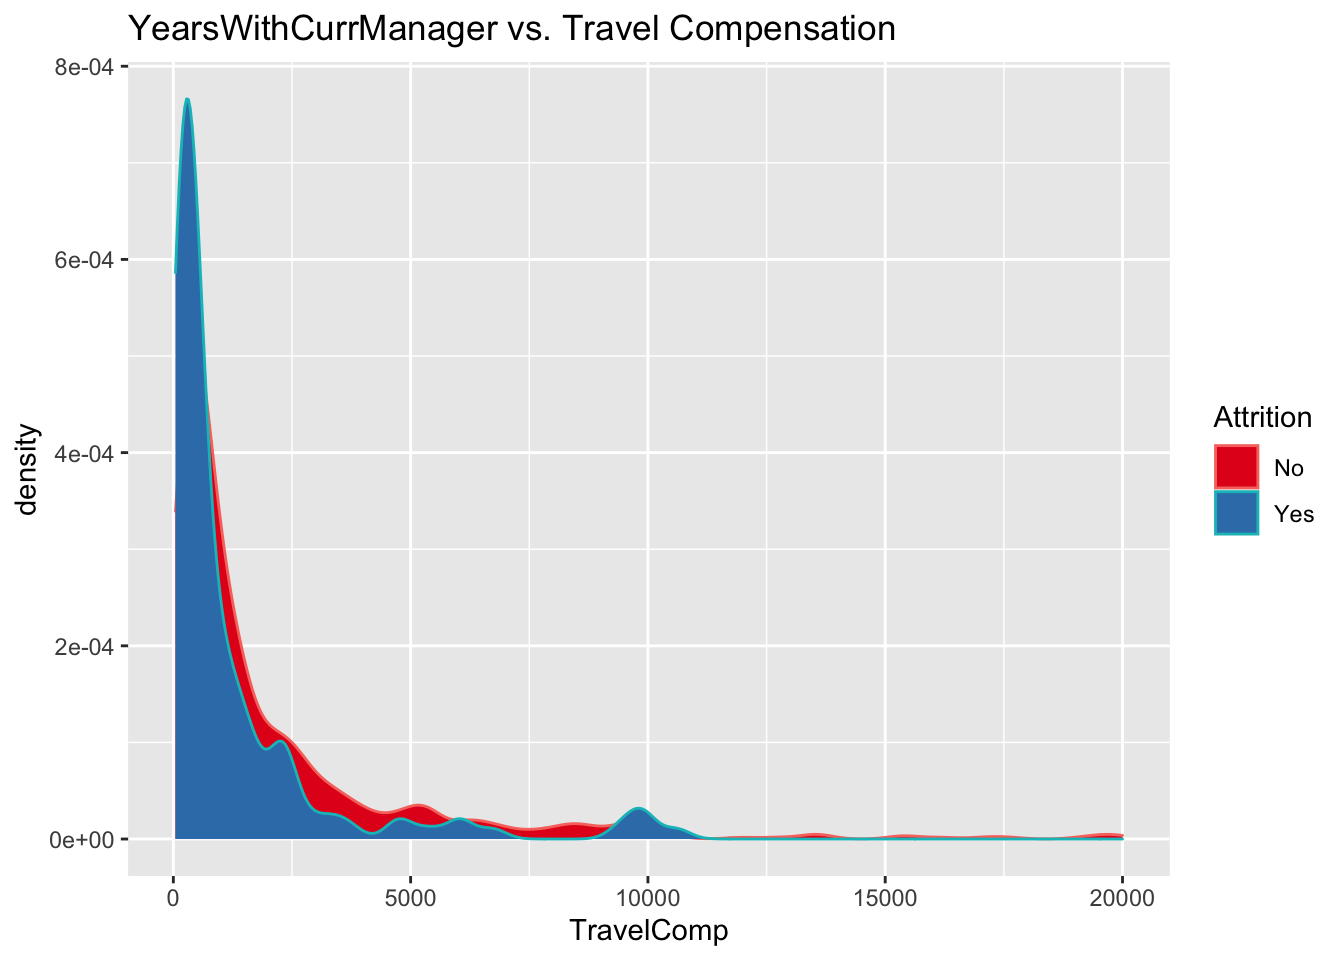 YearsWithCurrManager vs. Travel Compensation
8e-04
6e-04
4e-04
2e-04
0e+00
density
0 5000 10000 15000 20000
TravelComp
Attrition
No
Yes